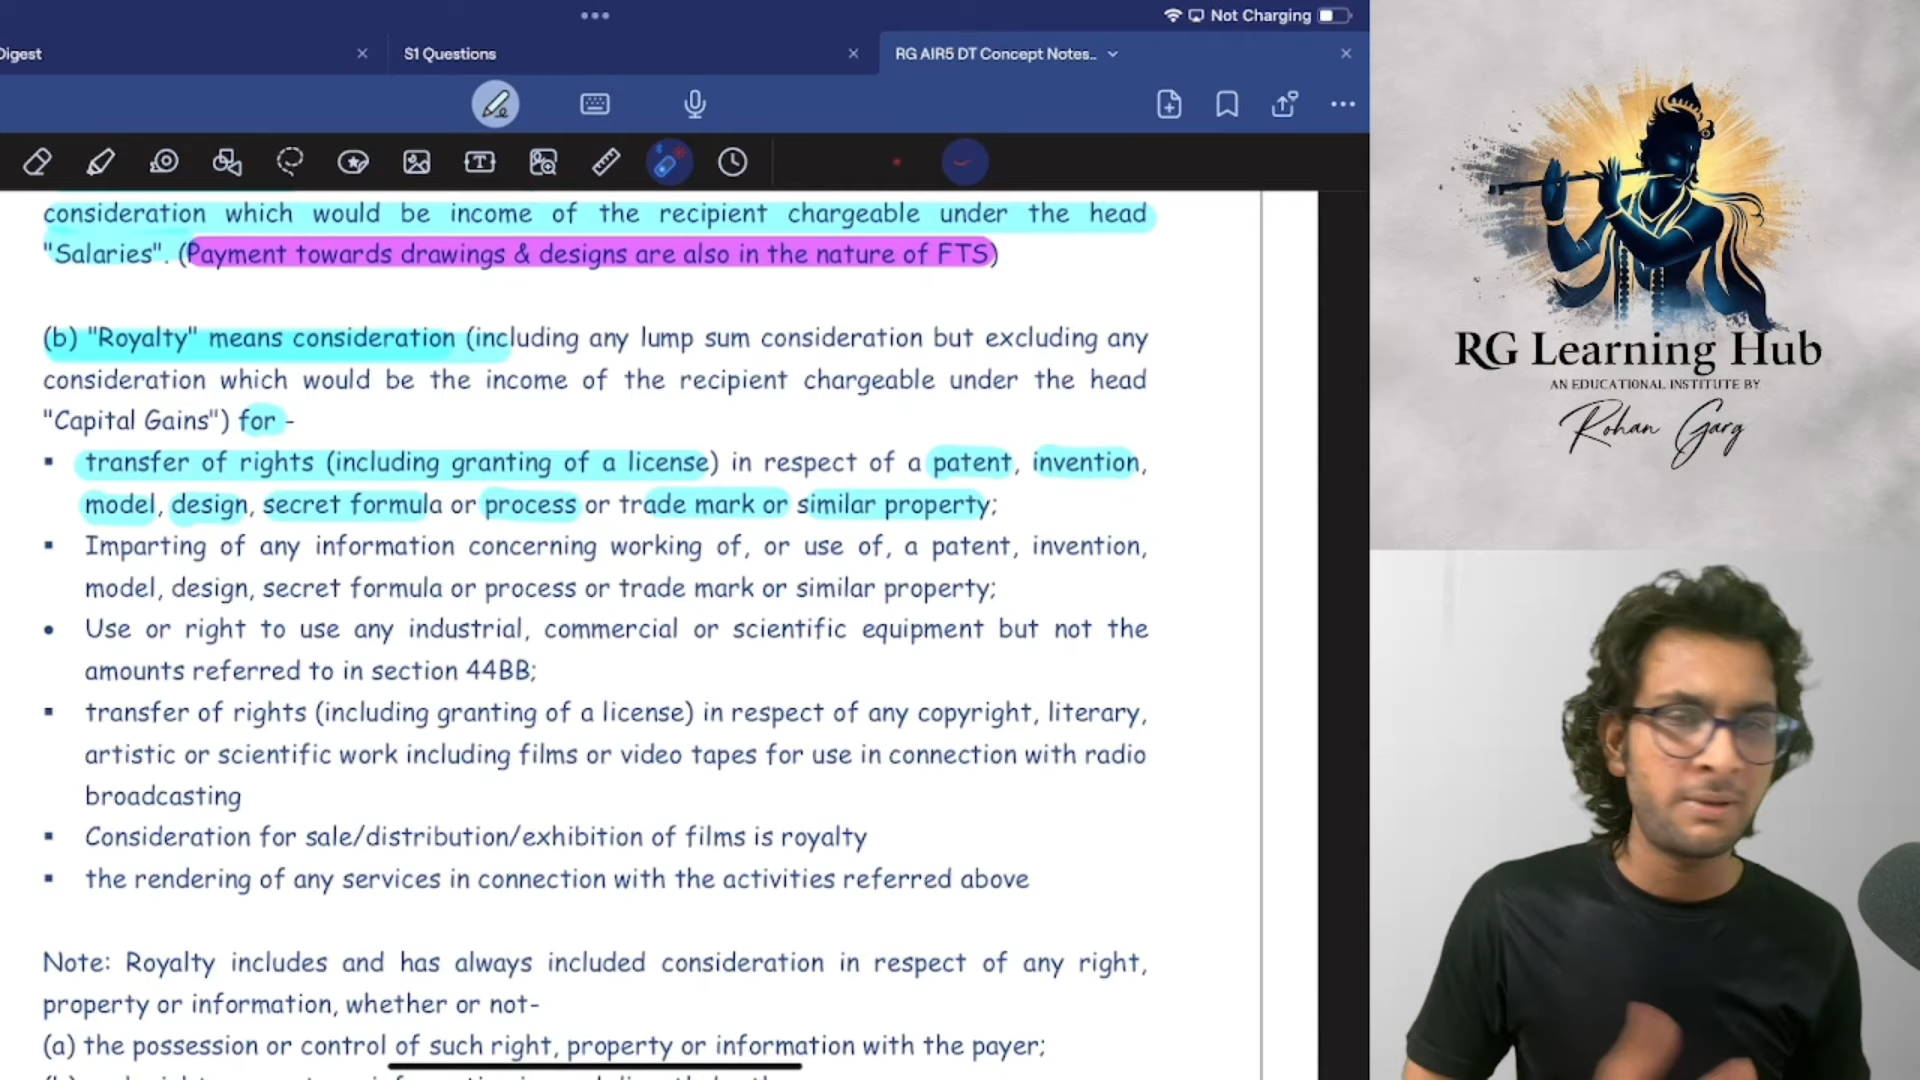 Not Charging
Digest
S1 Questions
RG AIR5 DT Concept Notes..
consideration which would be income of the recipient chargeable under the head
"Salaries". (Payment towards drawings & designs are also in the nature of FTS)
(b) "Royalty" means consideration (including any lump sum consideration but excluding any
consideration which would be the income of the recipient chargeable under the head
"Capital Gains") for -
▪ transfer of rights (including granting of a license) in respect of a patent, invention,
model, design, secret formula or process or trade mark or similar property;
▪ Imparting of any information concerning working of, or use of, a patent, invention,
model, design, secret formula or process or trade mark or similar property;
• Use or right to use any industrial, commercial or scientific equipment but not the
amounts referred to in section 44BB;
▪ transfer of rights (including granting of a license) in respect of any copyright, literary,
artistic or scientific work including films or video tapes for use in connection with radio
broadcasting
▪ Consideration for sale/distribution/exhibition of films is royalty
▪ the rendering of any services in connection with the activities referred above
Note: Royalty includes and has always included consideration in respect of any right,
property or information, whether or not-
(a) the possession or control of such right, property or information with the payer;
RG Learning Hub
AN EDUCATIONAL INSTITUTE BY
Rohan Garg